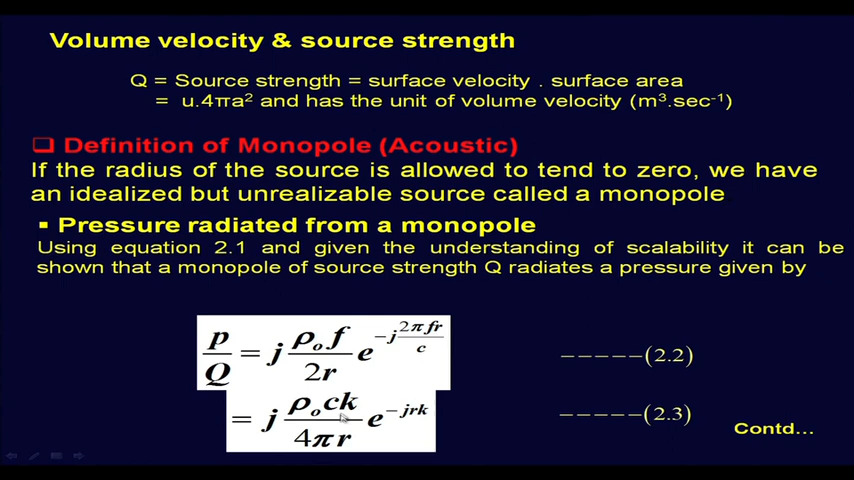 Volume velocity & source strength
Q = Source strength = surface velocity . surface area
= u.4πa² and has the unit of volume velocity (m³.sec⁻¹)
❑ Definition of Monopole (Acoustic)
If the radius of the source is allowed to tend to zero, we have
an idealized but unrealizable source called a monopole
▪ Pressure radiated from a monopole
Using equation 2.1 and given the understanding of scalability it can be
shown that a monopole of source strength Q radiates a pressure given by
p/Q = j (ρₒ f)/(2r) e^(−j 2πfr/c) −−−−−(2.2)
= j (ρₒck)/(4πr) e^(−jrk) −−−−−(2.3)
Contd...